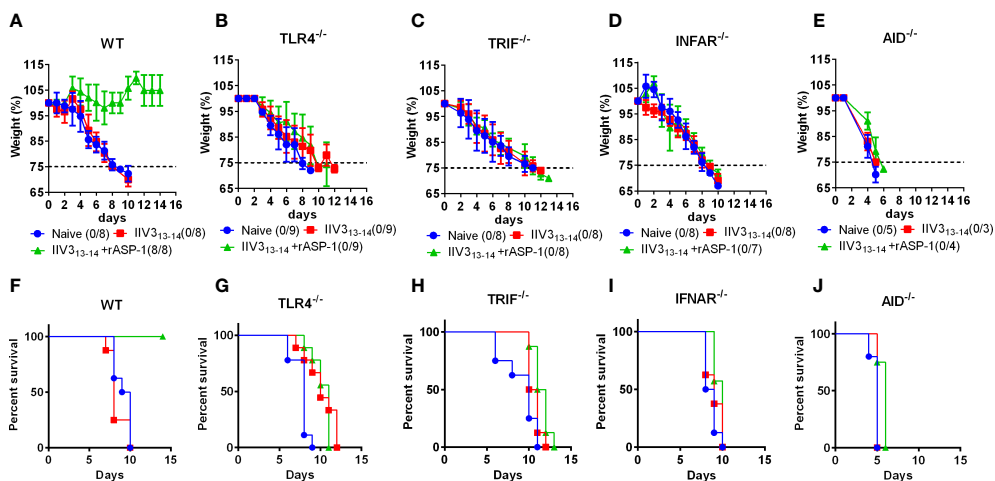 A
WT
Weight (%)
115
105
95
85
75
65
0 2 4 6 8 10 12 14 16
days
Naive (0/8) IIV313-14(0/8)
IIV313-14 +rASP-1(8/8)
B
TLR4-/-
Weight (%)
115
105
95
85
75
65
0 2 4 6 8 10 12 14 16
days
Naive (0/9) IIV313-14(0/9)
IIV313-14 +rASP-1(0/9)
C
TRIF-/-
Weight (%)
115
105
95
85
75
65
0 2 4 6 8 10 12 14 16
days
Naive (0/8) IIV313-14(0/8)
IIV313-14 +rASP-1(0/8)
D
INFAR-/-
Weight (%)
115
105
95
85
75
65
0 2 4 6 8 10 12 14 16
days
Naive (0/8) IIV313-14(0/8)
IIV313-14 +rASP-1(0/7)
E
AID-/-
Weight (%)
115
105
95
85
75
65
0 2 4 6 8 10 12 14 16
days
Naive (0/5) IIV313-14(0/3)
IIV313-14 +rASP-1(0/4)
F
WT
Percent survival
100
50
0
0 5 10 15
Days
G
TLR4-/-
Percent survival
100
50
0
0 5 10 15
Days
H
TRIF-/-
Percent survival
100
50
0
0 5 10 15
Days
I
IFNAR-/-
Percent survival
100
50
0
0 5 10 15
Days
J
AID-/-
Percent survival
100
50
0
0 5 10 15
Days